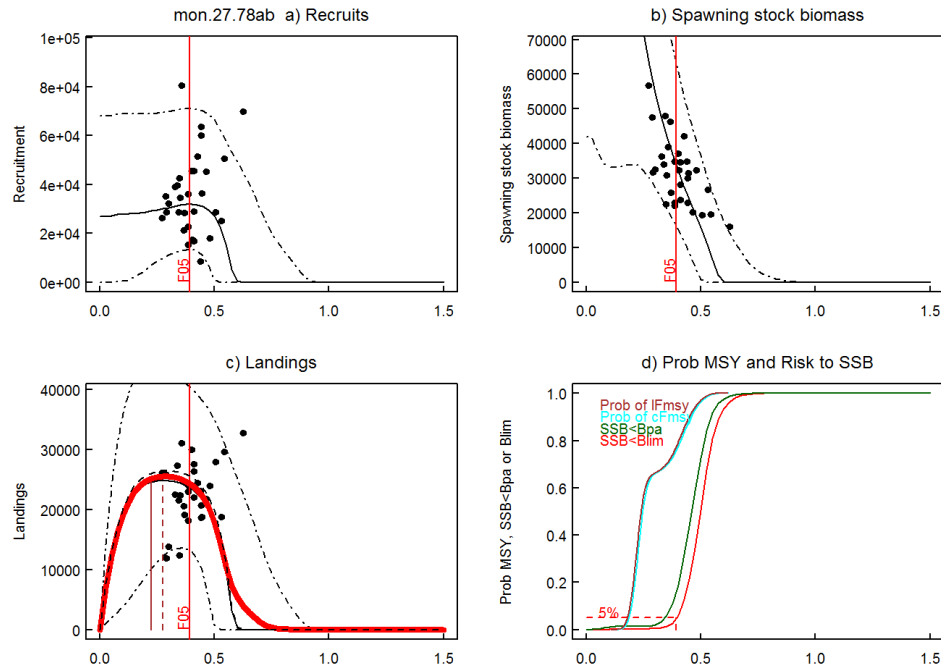 mon.27.78ab a) Recruits
Recruitment
1e+05
8e+04
6e+04
4e+04
2e+04
0e+00
F05
0.0 0.5 1.0 1.5
b) Spawning stock biomass
Spawning stock biomass
70000
60000
50000
40000
30000
20000
10000
0
F05
0.0 0.5 1.0 1.5
c) Landings
Landings
40000
30000
20000
10000
0
F05
0.0 0.5 1.0 1.5
d) Prob MSY and Risk to SSB
Prob MSY, SSB<Bpa or Blim
1.0
0.8
0.6
0.4
0.2
0.0
Prob of lFmsy
Prob of cFmsy
SSB<Bpa
SSB<Blim
5%
0.0 0.5 1.0 1.5